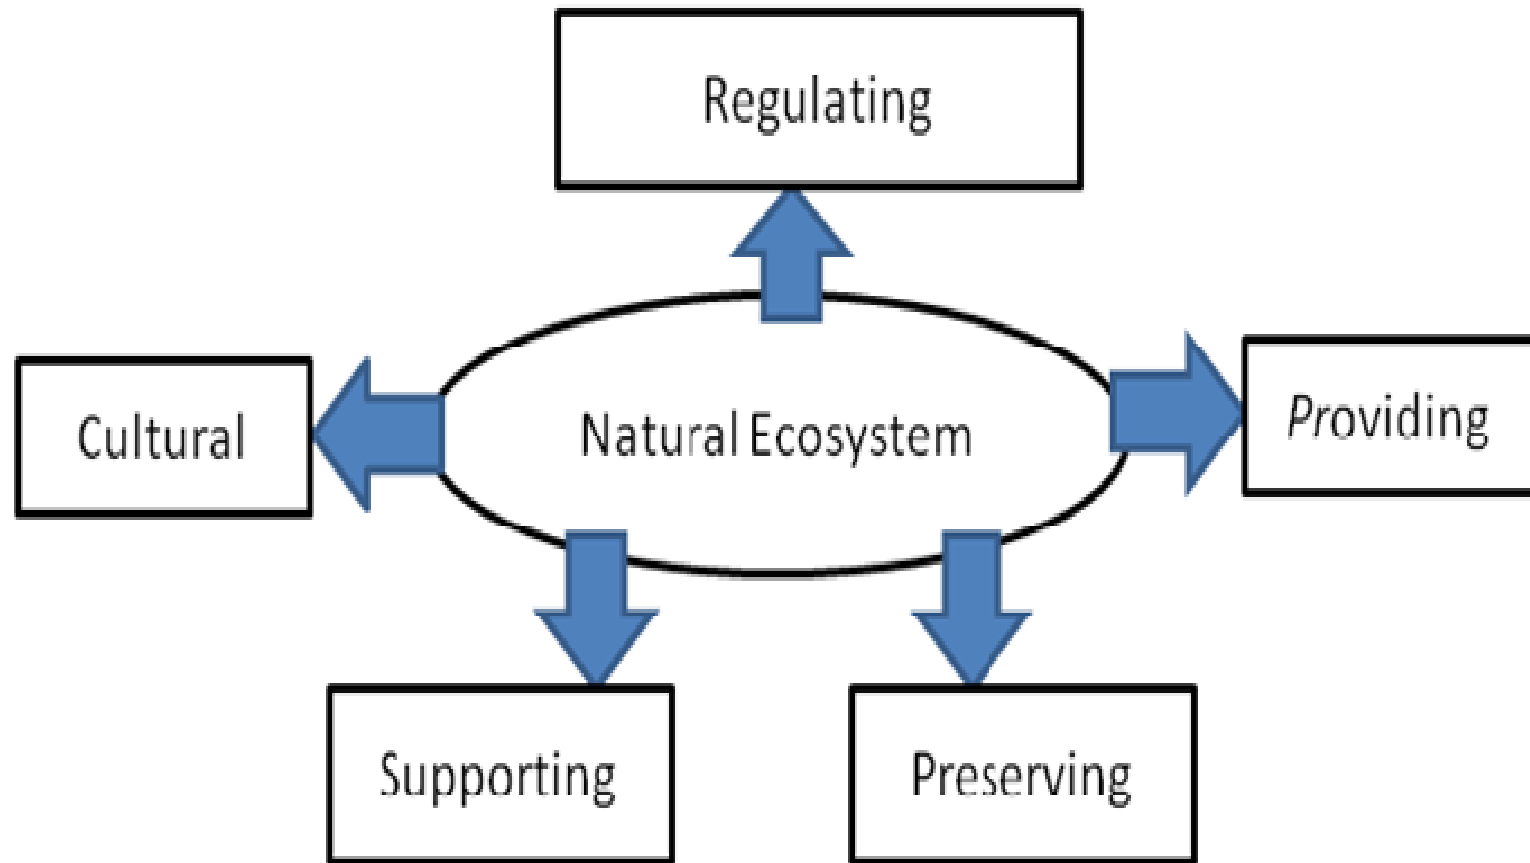 Regulating
Cultural
Natural Ecosystem
Providing
Supporting
Preserving